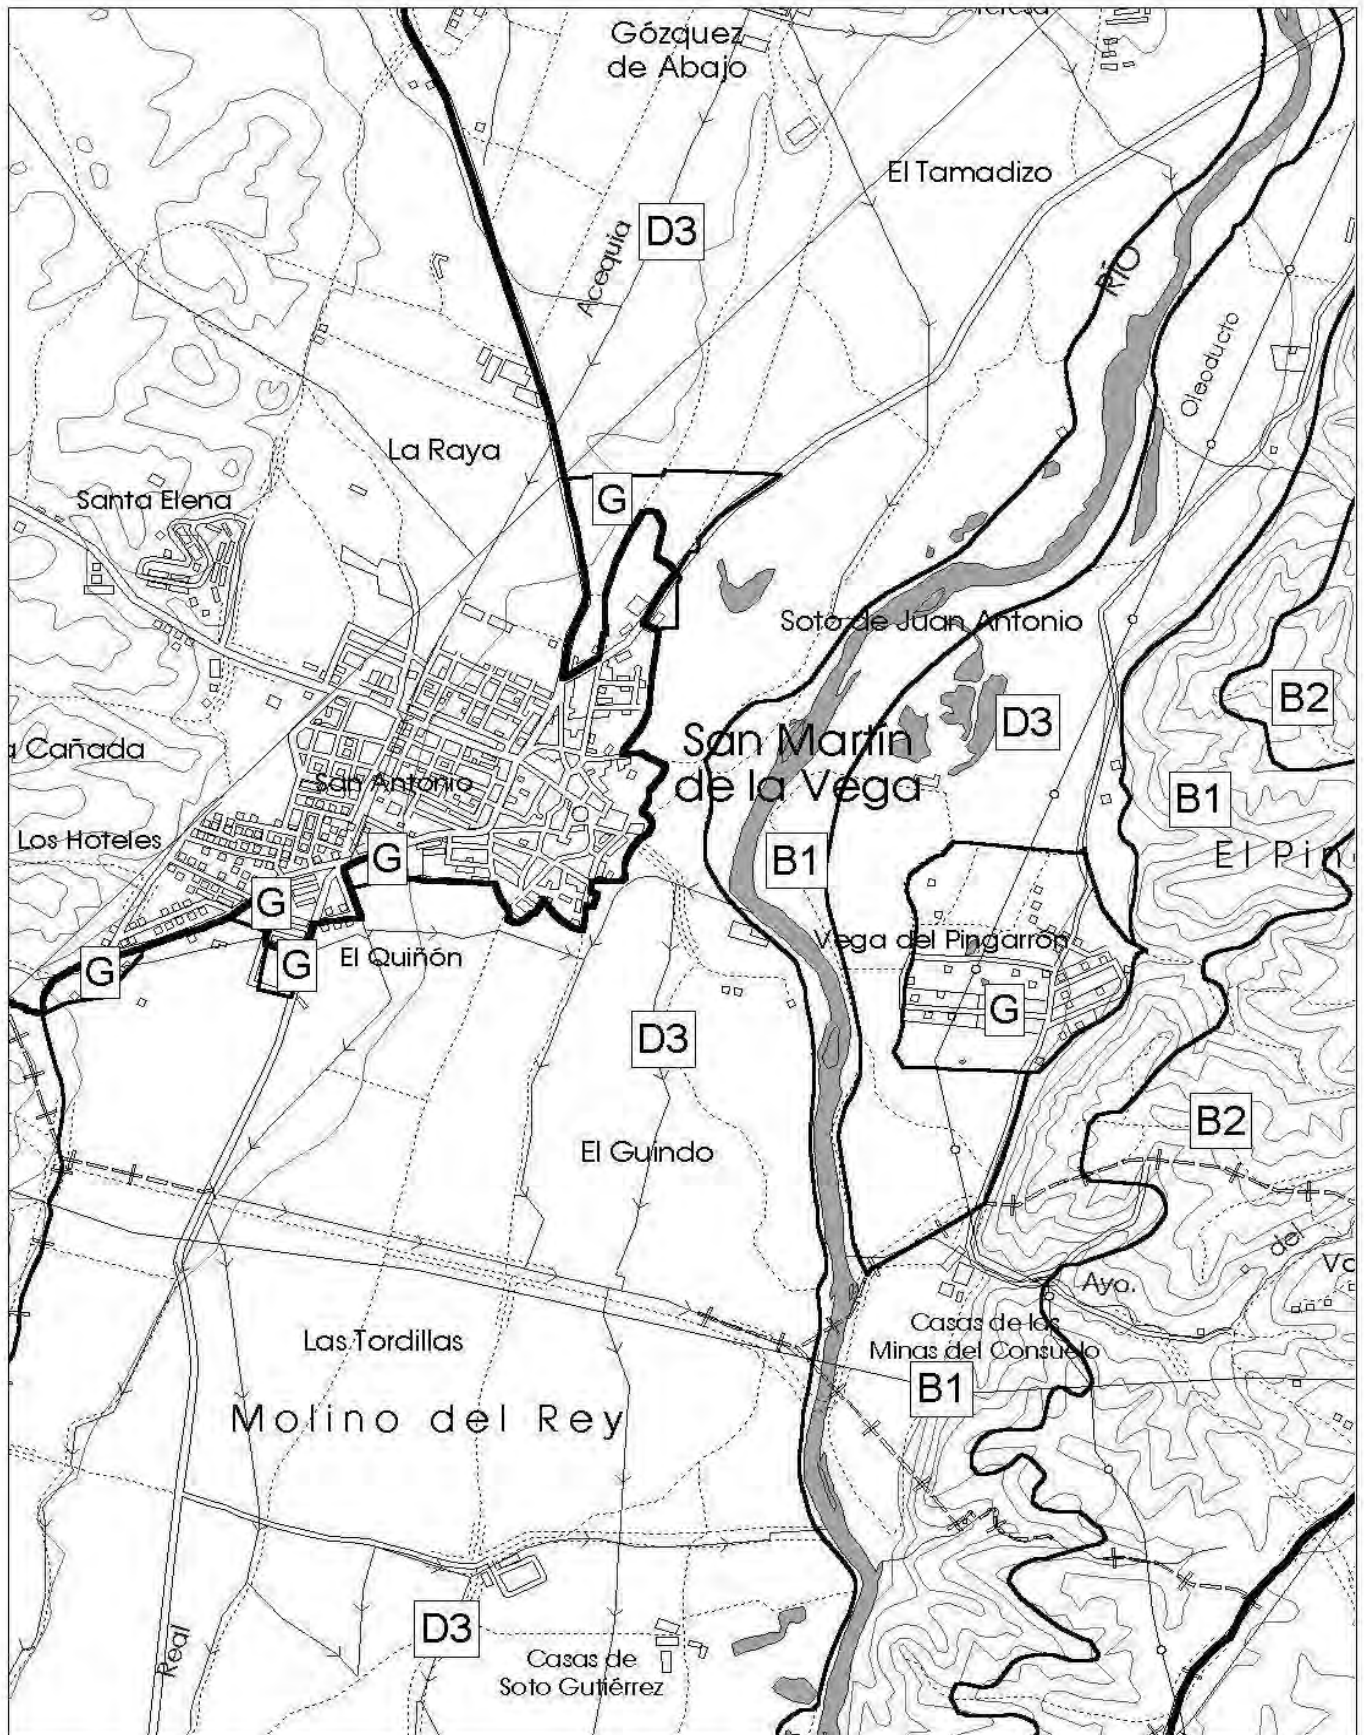 Gózquez
de Abajo
El Tamadizo
D3
Acequia
RÍO
Oleoducto
La Raya
Santa Elena
G
Soto de Juan Antonio
B2
D3
San Martín
de la Vega
Cañada
San Antonio
B1
Los Hoteles
El Pin
G
B1
G
Vega del Pingarrón
El Quiñón
G
G
G
D3
B2
El Guindo
del
Ayo.
Casas de las
Minas del Consuelo
Las Tordillas
B1
Molino del Rey
D3
Real
Casas de
Soto Gutiérrez